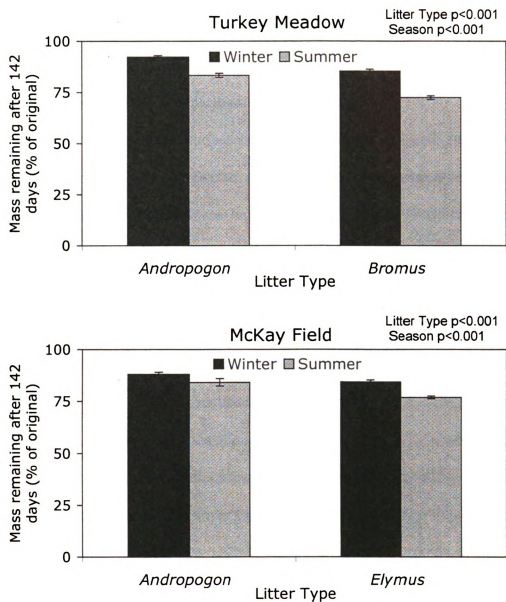 Turkey Meadow
Litter Type p<0.001
Season p<0.001
Winter Summer
Mass remaining after 142
days (% of original)
100
75
50
25
0
Andropogon
Bromus
Litter Type
McKay Field
Litter Type p<0.001
Season p<0.001
Winter Summer
Mass remaining after 142
days (% of original)
100
75
50
25
0
Andropogon
Elymus
Litter Type